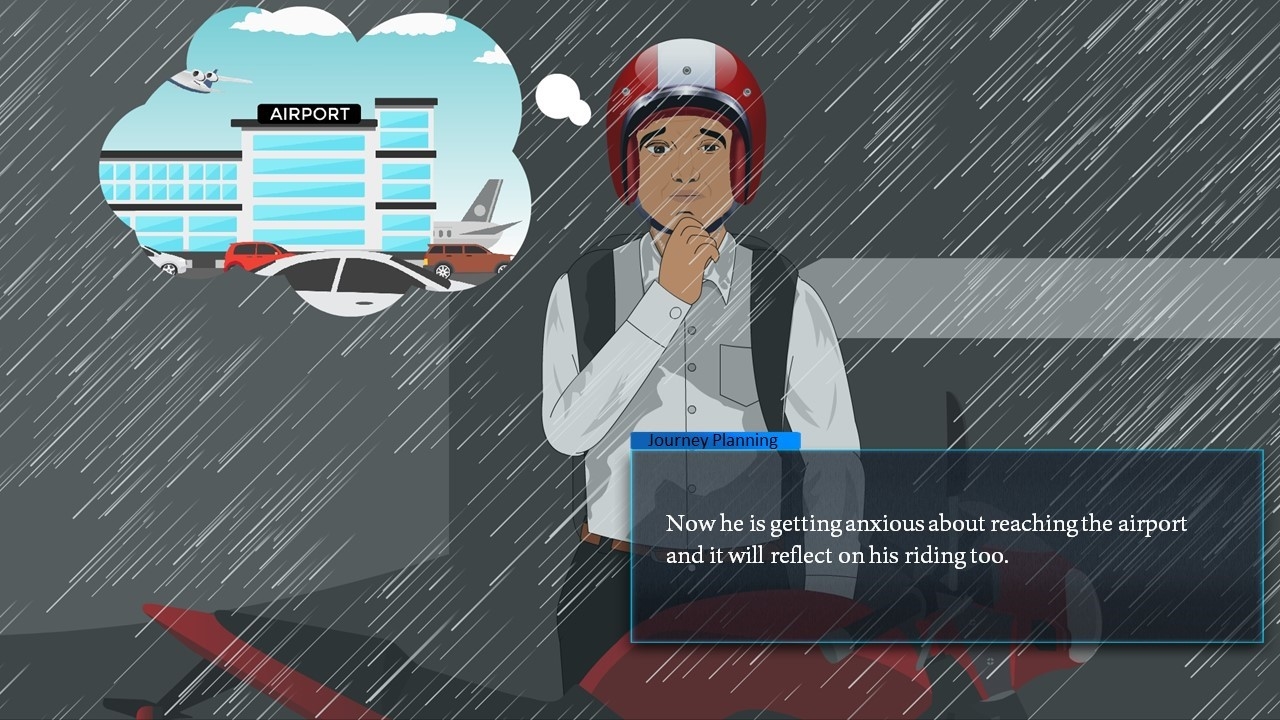 AIRPORT
Journey Planning
Now he is getting anxious about reaching the airport
and it will reflect on his riding too.